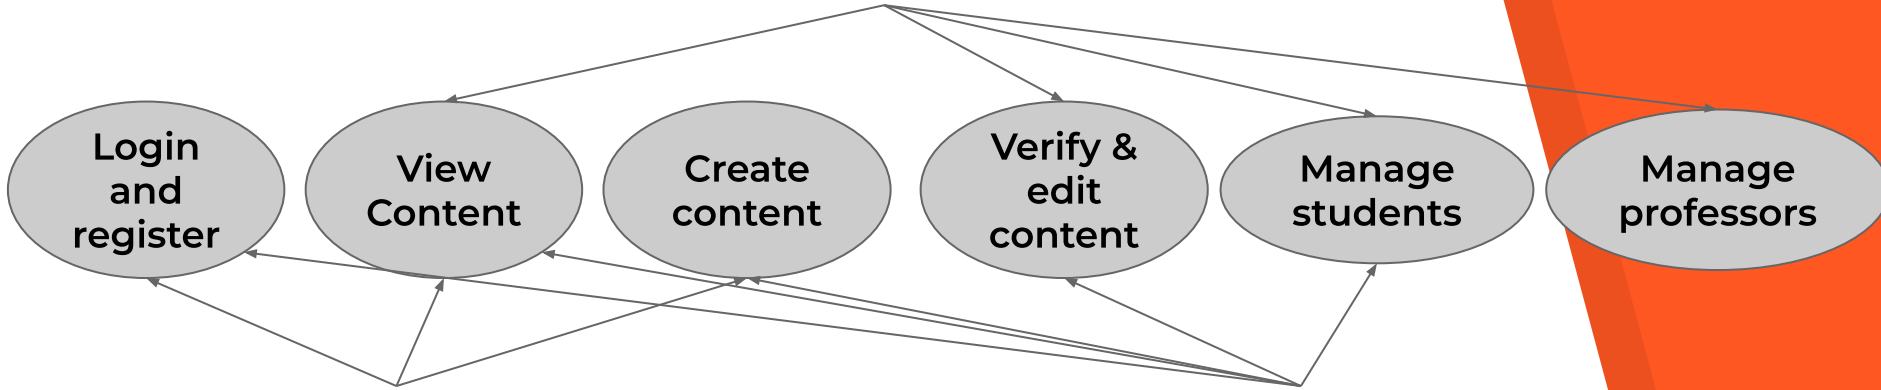 Login
and
register
View
Content
Create
content
Verify &
edit
content
Manage
students
Manage
professors